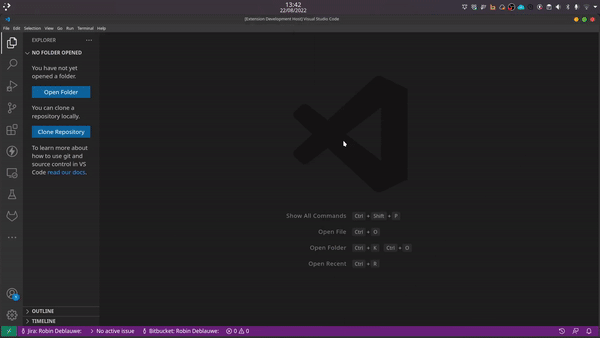 13:42
22/08/2022
[Extension Development Host] Visual Studio Code
File Edit Selection View Go Run Terminal Help
EXPLORER
NO FOLDER OPENED
You have not yet
opened a folder.
Open Folder
You can clone a
repository locally.
Clone Repository
To learn more about
how to use git and
source control in VS
Code read our docs.
Show All Commands Ctrl + Shift + P
Open File Ctrl + O
Open Folder Ctrl + K Ctrl + O
Open Recent Ctrl + R
OUTLINE
TIMELINE
Jira: Robin Deblauwe: No active issue Bitbucket: Robin Deblauwe: 0 0